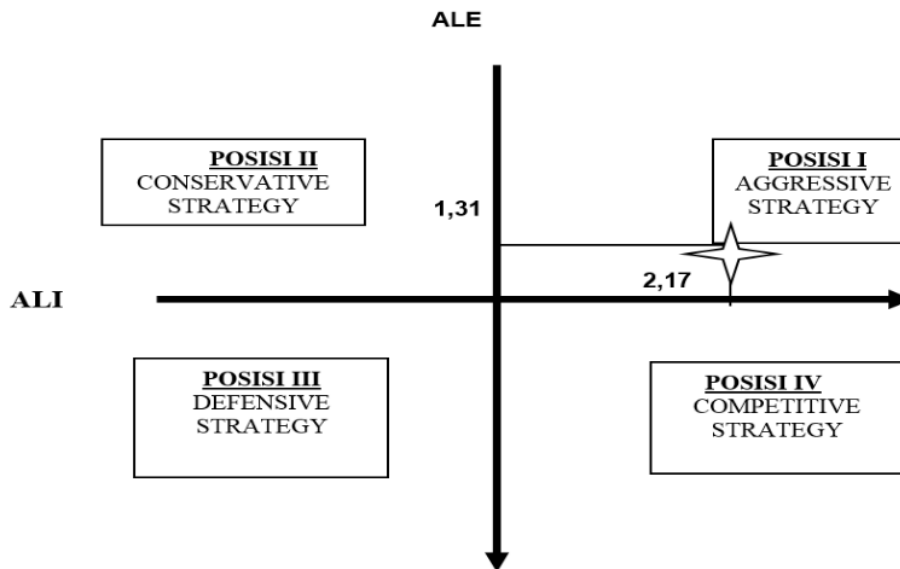 ALE
POSISI II
CONSERVATIVE
STRATEGY
POSISI I
AGGRESSIVE
STRATEGY
1,31
2,17
ALI
POSISI III
DEFENSIVE
STRATEGY
POSISI IV
COMPETITIVE
STRATEGY